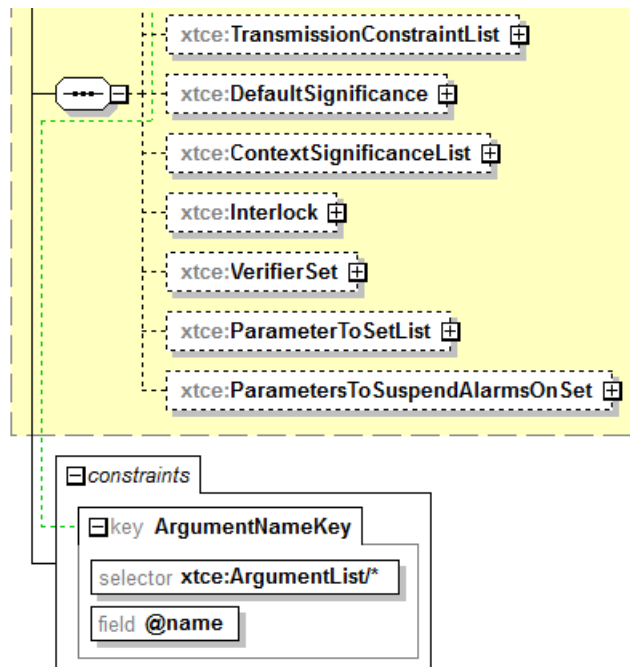 xtce:TransmissionConstraintList
xtce:DefaultSignificance
xtce:ContextSignificanceList
xtce:Interlock
xtce:VerifierSet
xtce:ParameterToSetList
xtce:ParametersToSuspendAlarmsOnSet
constraints
key ArgumentNameKey
selector xtce:ArgumentList/*
field @name